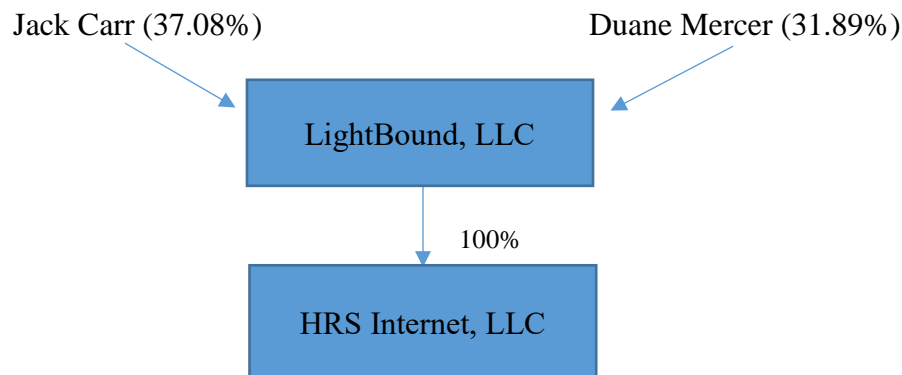 Jack Carr (37.08%)
Duane Mercer (31.89%)
LightBound, LLC
100%
HRS Internet, LLC